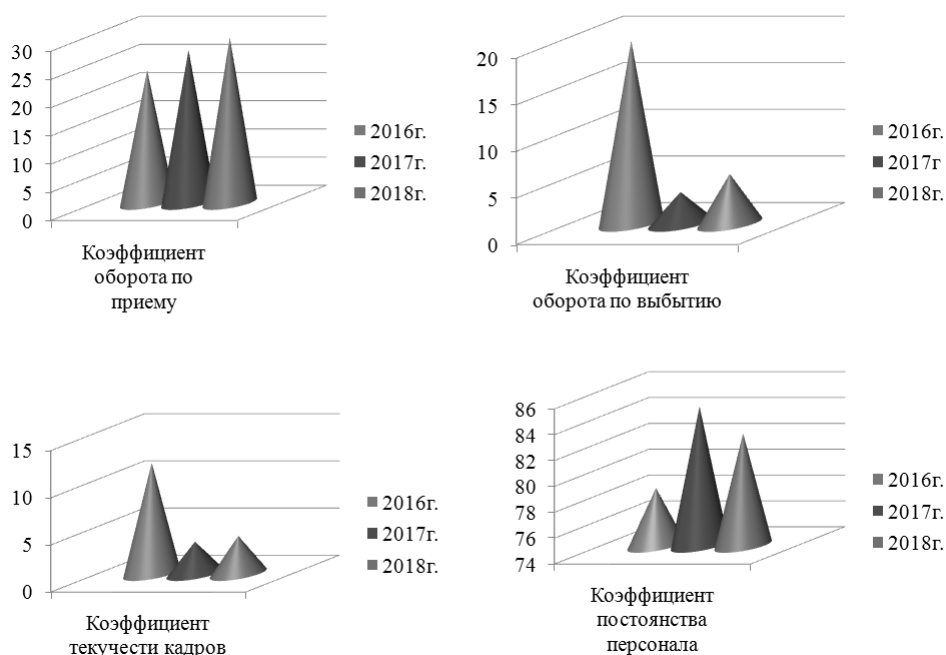 30
25
20
15
10
5
0
2016г.
2017г.
2018г.
Коэффициент
оборота по
приему
20
15
10
5
0
2016г.
2017г
2018г.
Коэффициент
оборота по выбытию
15
10
5
0
2016г.
2017г.
2018г.
Коэффициент
текучести кадров
86
84
82
80
78
76
74
2016г.
2017г.
2018г.
Коэффициент
постоянства
персонала